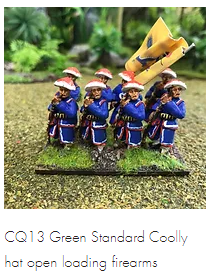 CQ13 Green Standard Coolly
hat open loading firearms